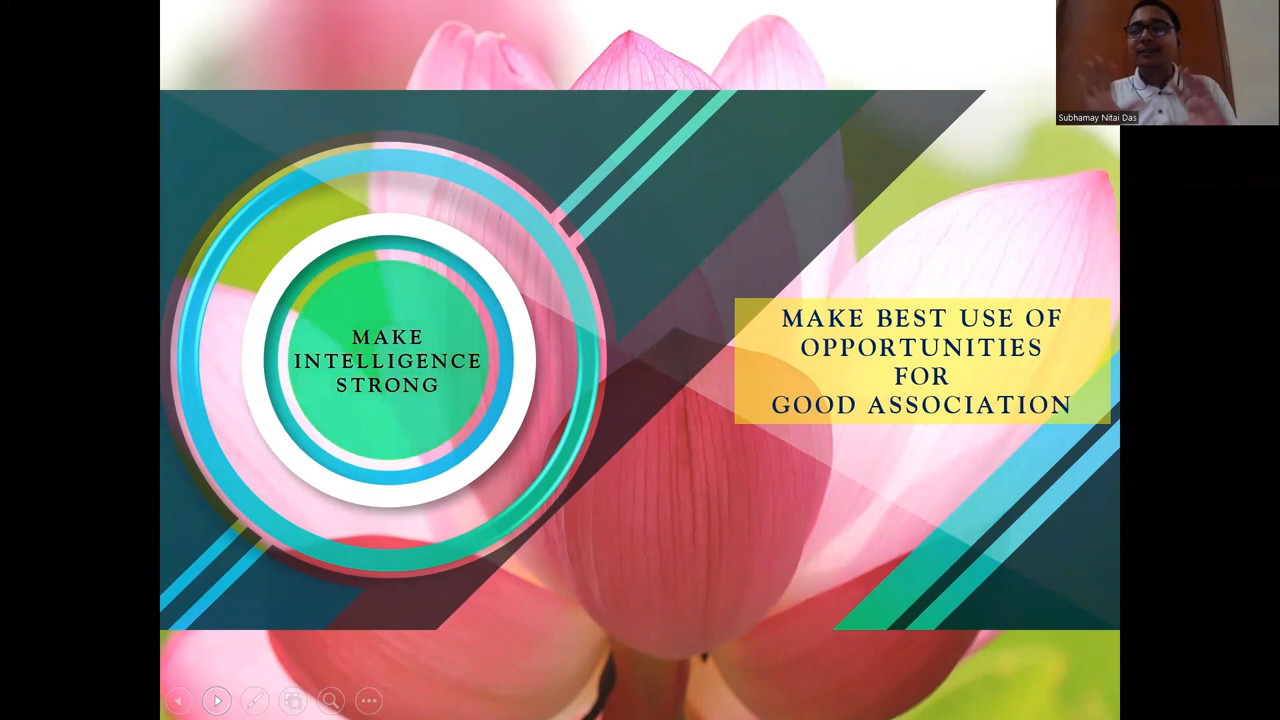 Subhamay Nitai Das
MAKE
INTELLIGENCE
STRONG
MAKE BEST USE OF
OPPORTUNITIES
FOR
GOOD ASSOCIATION